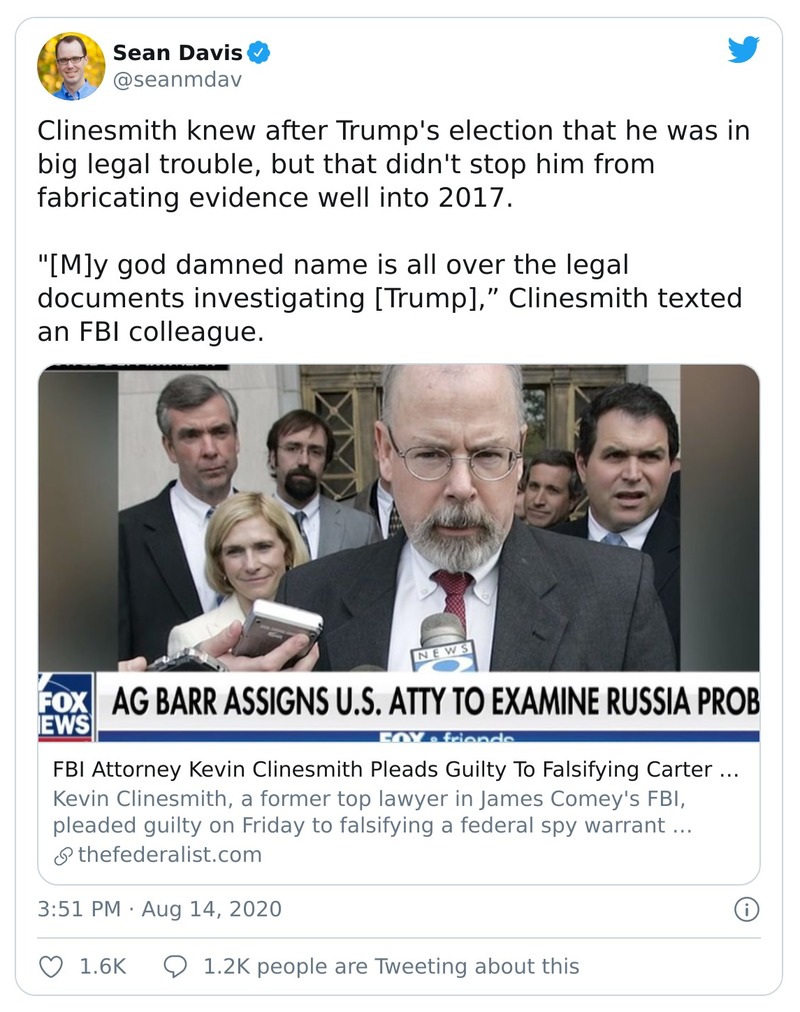 Sean Davis
@seanmdav
Clinesmith knew after Trump's election that he was in
big legal trouble, but that didn't stop him from
fabricating evidence well into 2017.
"[M]y god damned name is all over the legal
documents investigating [Trump],” Clinesmith texted
an FBI colleague.
NEWS
2
FOX
EWS
AG BARR ASSIGNS U.S. ATTY TO EXAMINE RUSSIA PROB
FOX & friends
FBI Attorney Kevin Clinesmith Pleads Guilty To Falsifying Carter ...
Kevin Clinesmith, a former top lawyer in James Comey's FBI,
pleaded guilty on Friday to falsifying a federal spy warrant ...
thefederalist.com
3:51 PM · Aug 14, 2020
1.6K
1.2K people are Tweeting about this